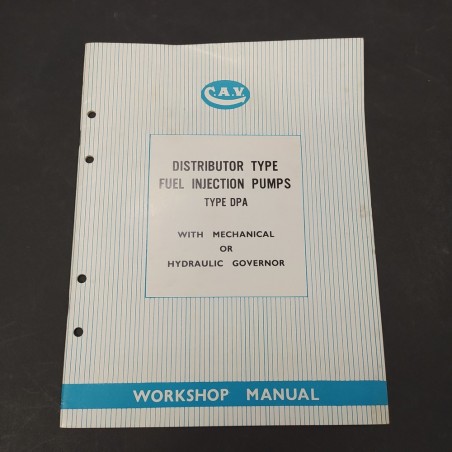 C.A.V.
DISTRIBUTOR TYPE
FUEL INJECTION PUMPS
TYPE DPA
WITH MECHANICAL
OR
HYDRAULIC GOVERNOR
WORKSHOP MANUAL